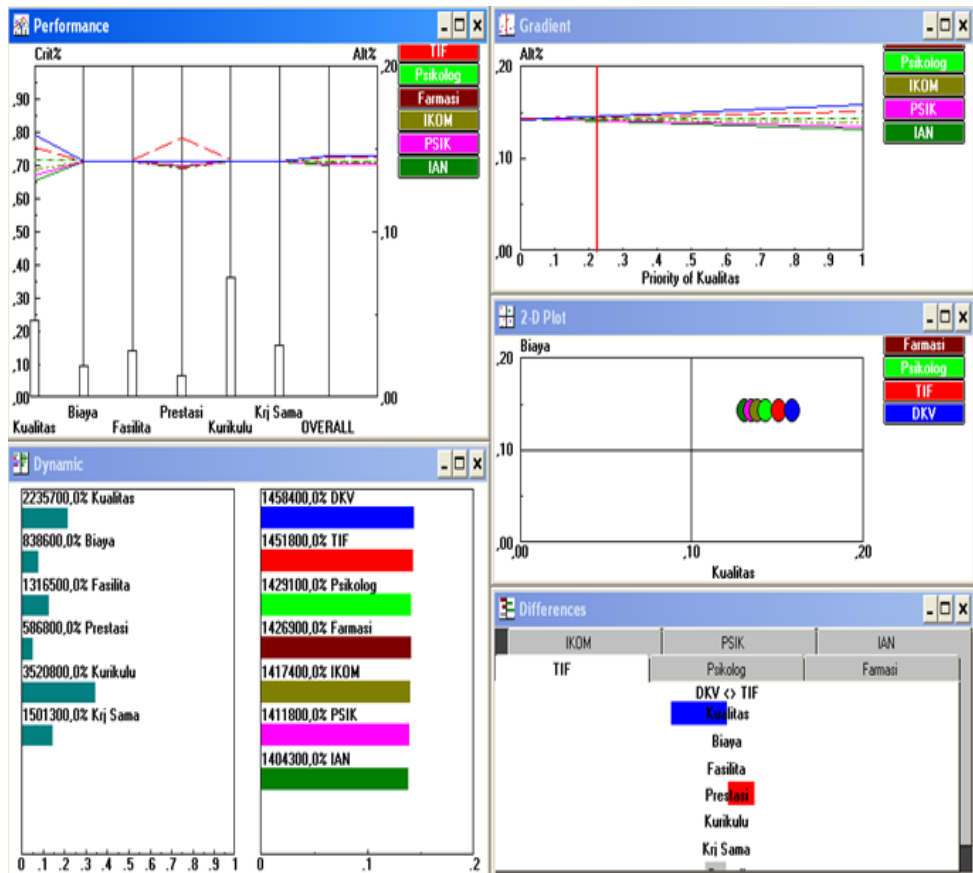 Performance
Crit% Alt%
,90
,80
,70
,60
,50
,40
,30
,20
,10
,00
,20
,10
,00
Kualitas Biaya Fasilita Prestasi Kurikulu Krj Sama OVERALL
TIF
Psikolog
Farmasi
IKOM
PSIK
IAN
Gradient
Alt%
,20
,10
,00
0 .1 .2 .3 .4 .5 .6 .7 .8 .9 1
Priority of Kualitas
Psikolog
IKOM
PSIK
IAN
2-D Plot
Biaya
,20
,10
,00
,00 ,10 ,20
Kualitas
Farmasi
Psikolog
TIF
DKV
Dynamic
2235700,0% Kualitas
838600,0% Biaya
1316500,0% Fasilita
586800,0% Prestasi
3520800,0% Kurikulu
1501300,0% Krj Sama
0 .1 .2 .3 .4 .5 .6 .7 .8 .9 1
1458400,0% DKV
1451800,0% TIF
1429100,0% Psikolog
1426900,0% Farmasi
1417400,0% IKOM
1411800,0% PSIK
1404300,0% IAN
0 .1 .2
Differences
IKOM PSIK IAN
TIF Psikolog Farmasi
DKV <> TIF
Kualitas
Biaya
Fasilita
Prestasi
Kurikulu
Krj Sama